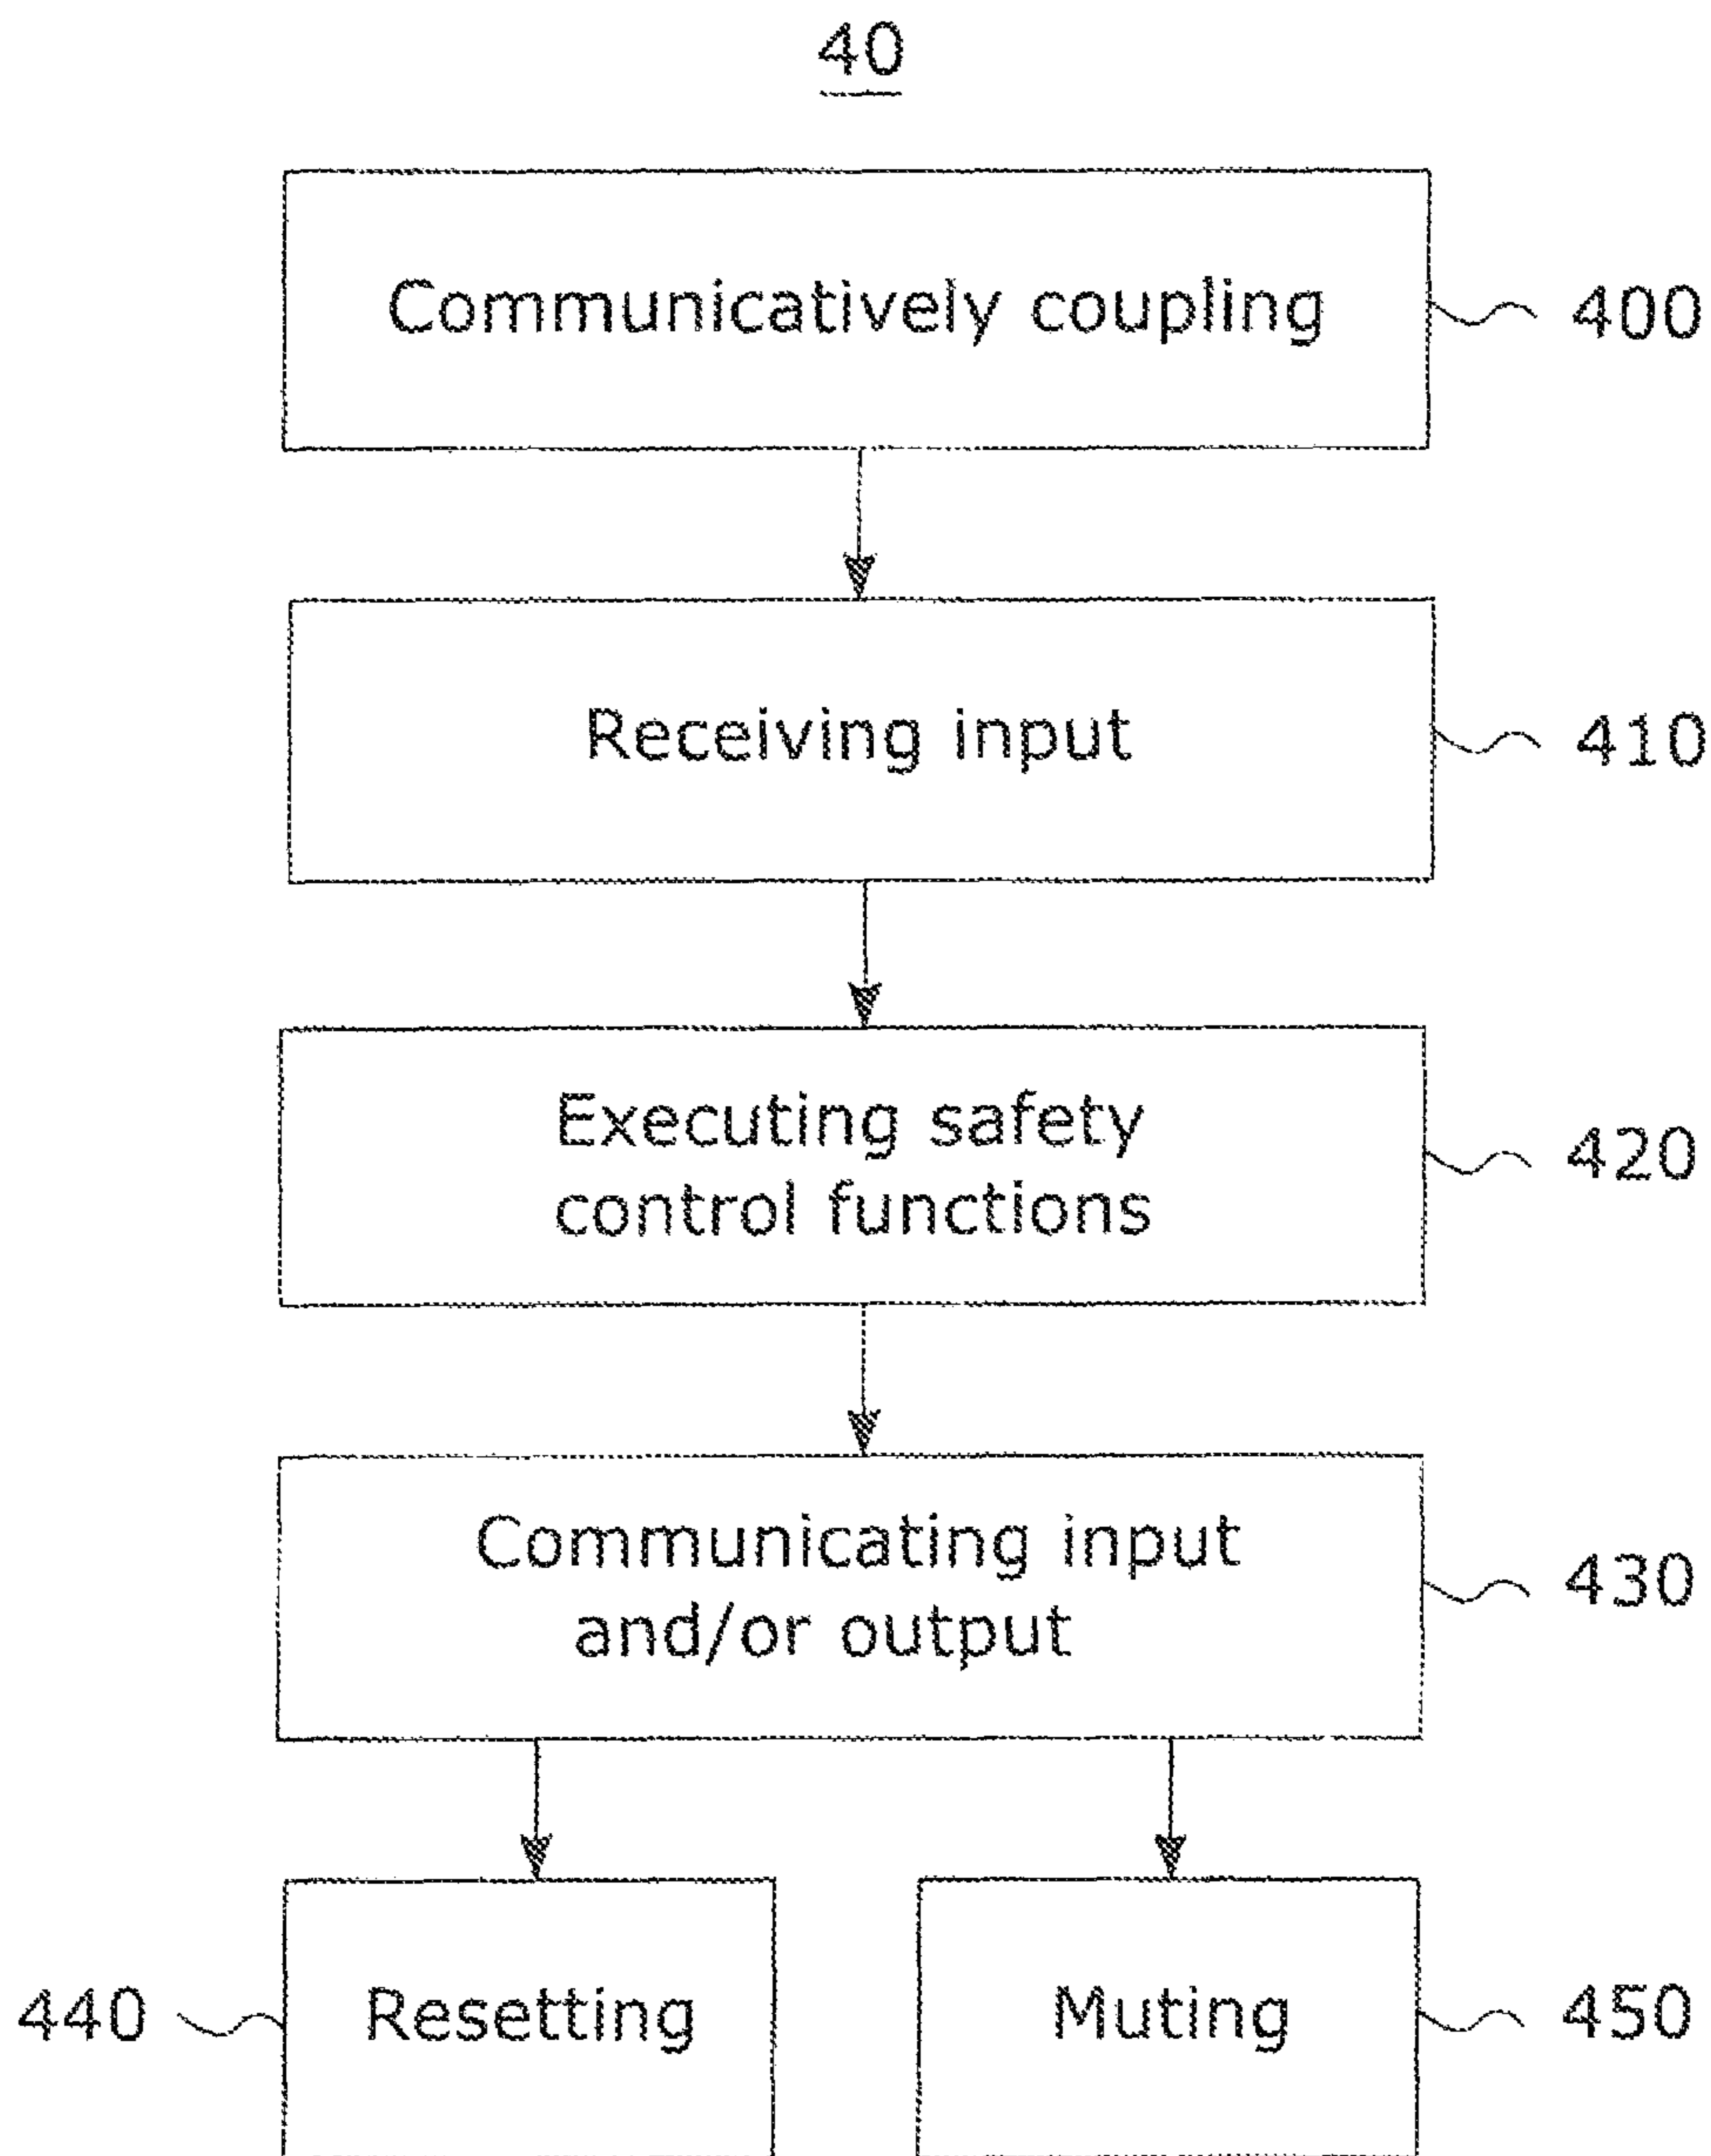 40
Communicatively coupling
400
Receiving input
410
Executing safety
control functions
420
Communicating input
and/or output
430
440
Resetting
Muting
450